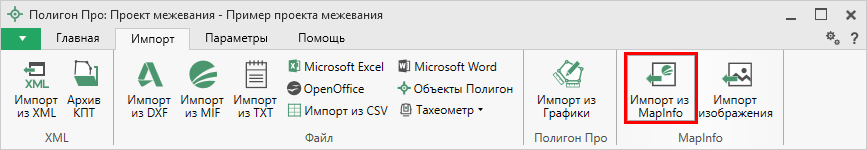 Полигон Про: Проект межевания - Пример проекта межевания
Главная Импорт Параметры Помощь
?
XML
Импорт из XML
Архив КПТ
Импорт из DXF
Импорт из MIF
Импорт из TXT
Microsoft Excel
OpenOffice
Импорт из CSV
Microsoft Word
Объекты Полигон
Тахеометр
Импорт из Графики
Импорт из MapInfo
Импорт изображения
XML Файл Полигон Про MapInfo